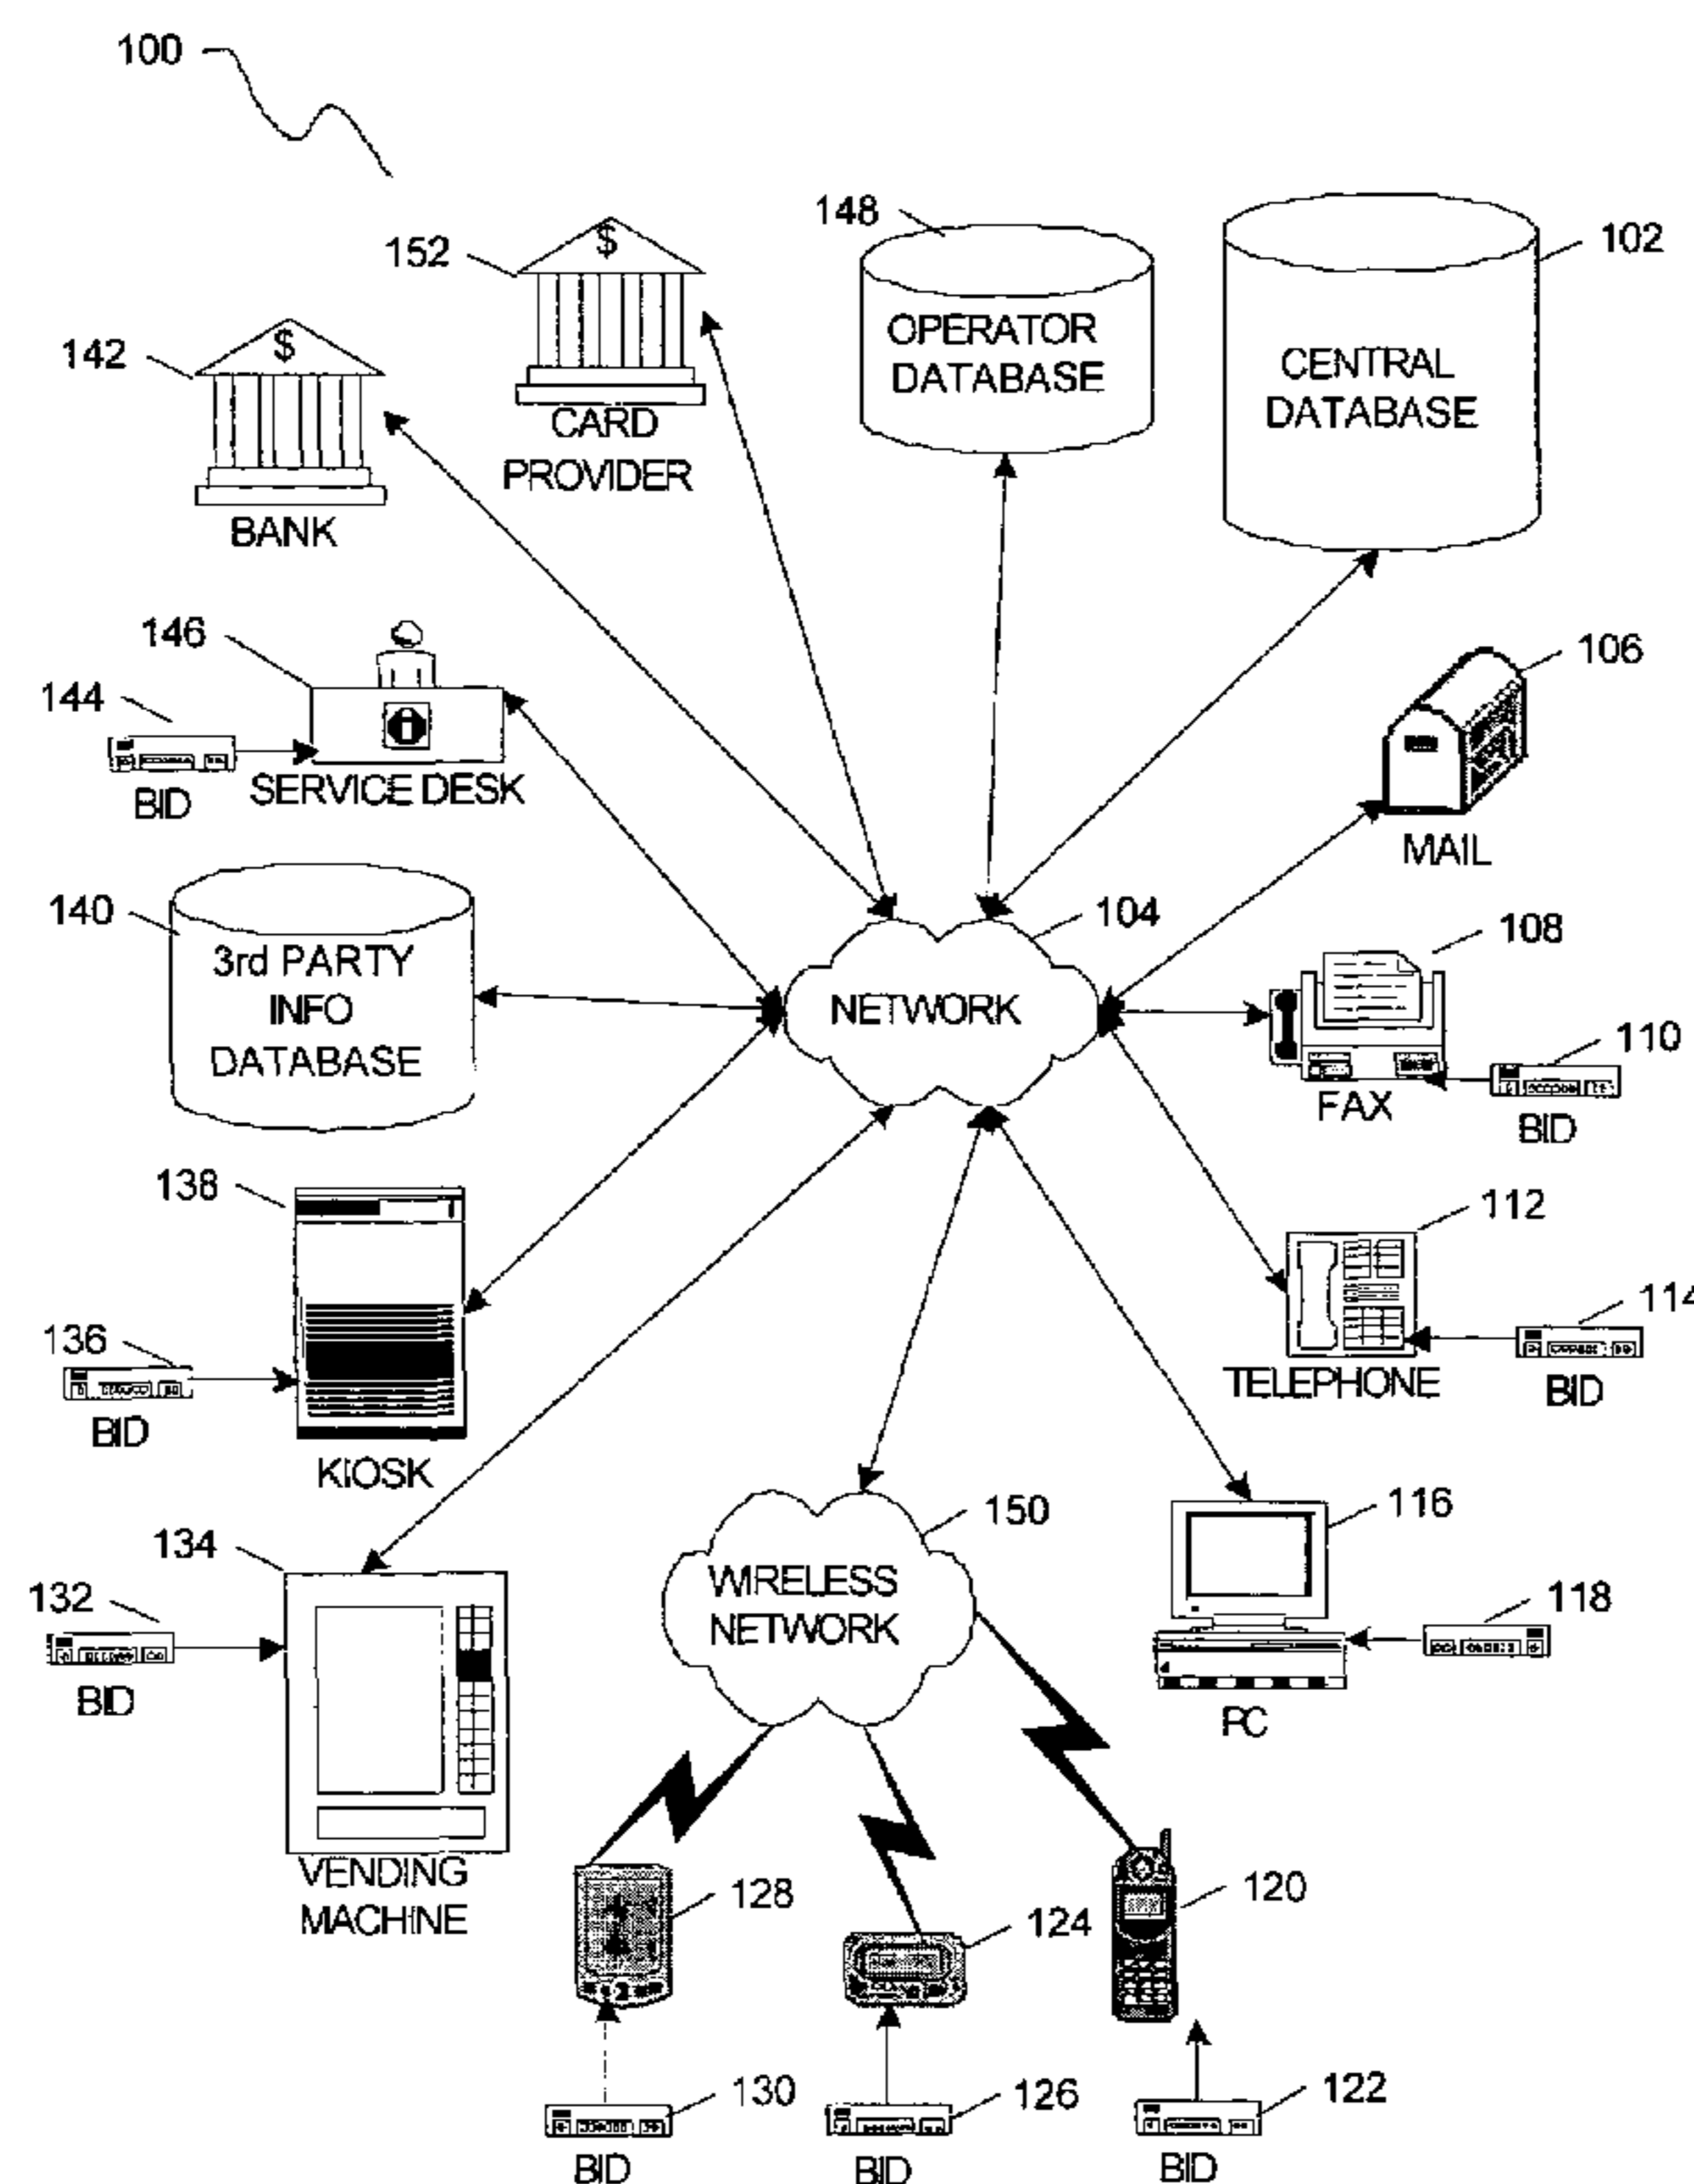 100
148
102
152
$
OPERATOR
DATABASE
CENTRAL
DATABASE
142
$
CARD
PROVIDER
BANK
146
106
144
i
SERVICE DESK
BID
MAIL
140
104
108
3rd PARTY
INFO
DATABASE
NETWORK
110
FAX
BID
138
112
114
136
TELEPHONE
BID
BID
KIOSK
150
116
134
WIRELESS
NETWORK
132
118
BID
PC
VENDING
MACHINE
128
124
120
130
126
122
BID
BID
BID